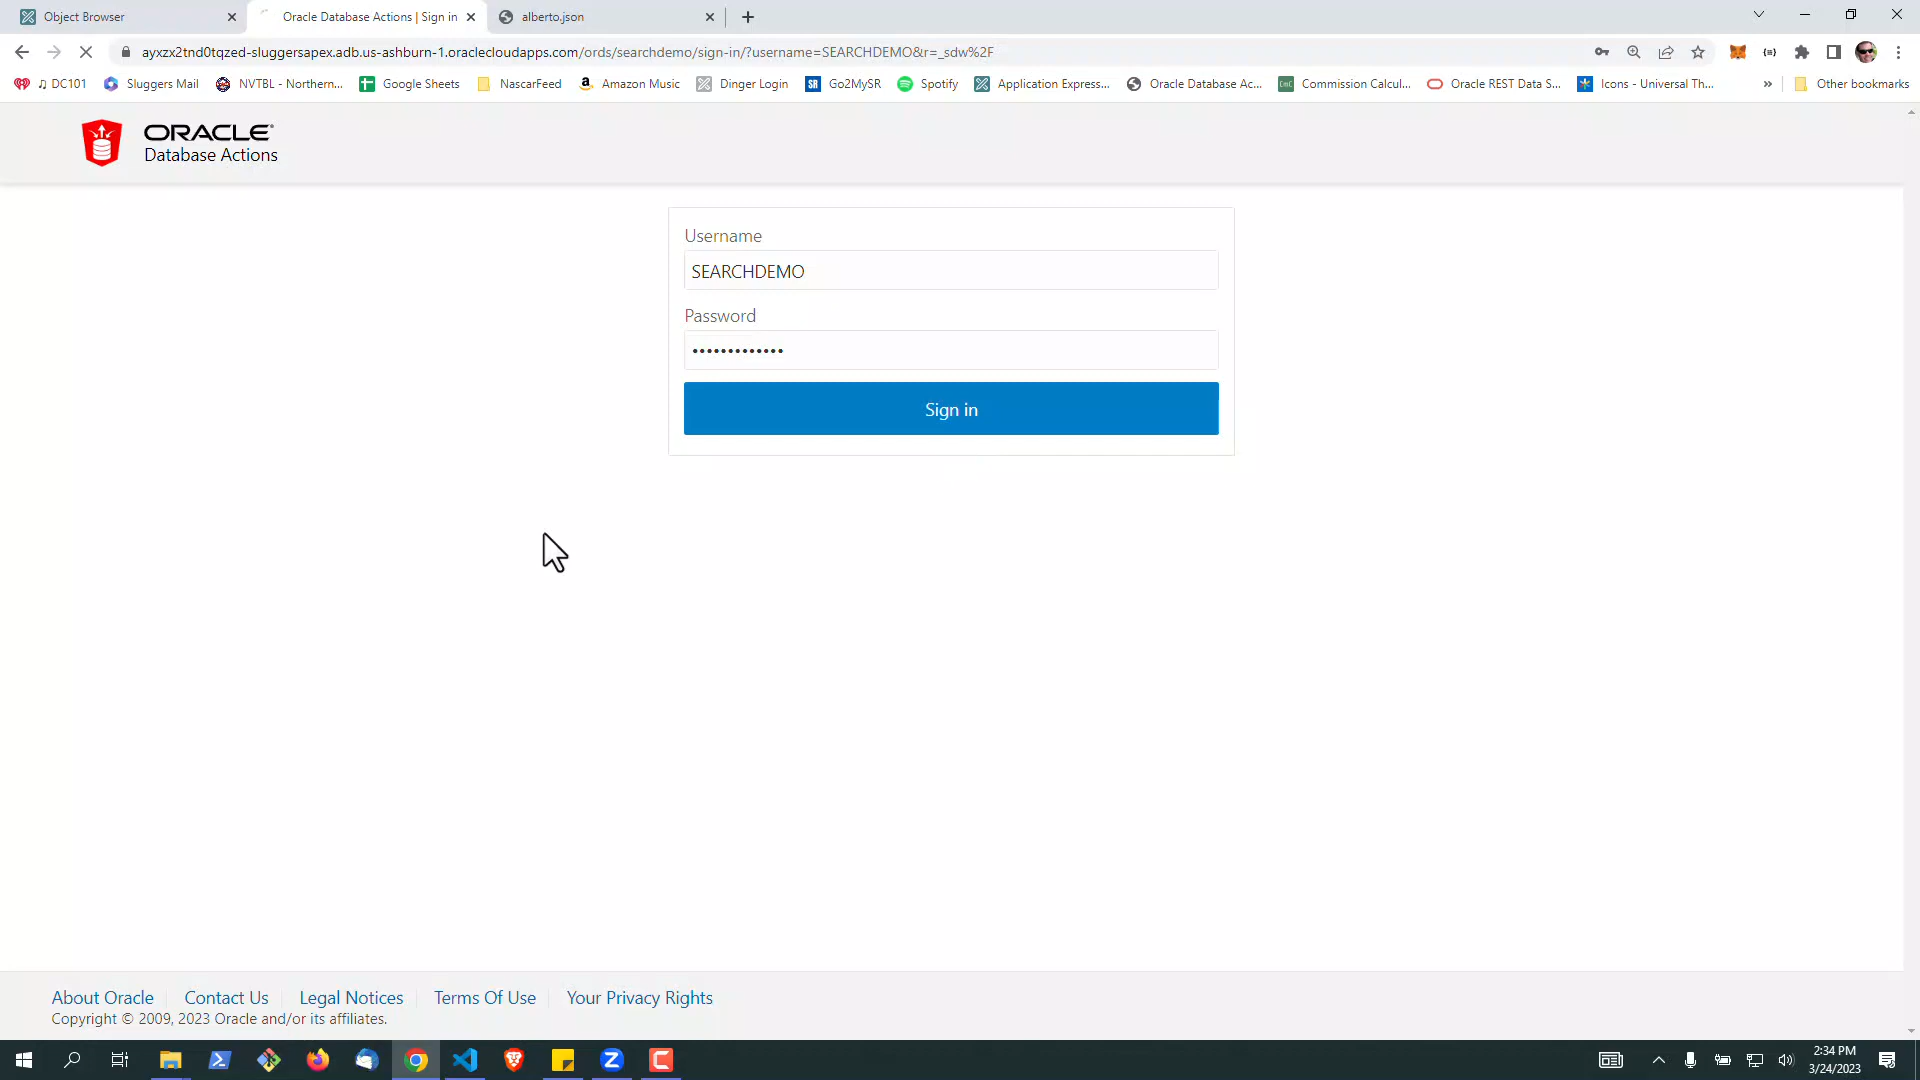 Object Browser
Oracle Database Actions | Sign in
alberto.json
ayxzx2tnd0tqzed-sluggersapex.adb.us-ashburn-1.oraclecloudapps.com/ords/searchdemo/sign-in/?username=SEARCHDEMO&r=_sdw%2F
♫ DC101
Sluggers Mail
NVTBL - Northern...
Google Sheets
NascarFeed
Amazon Music
Dinger Login
SR Go2MySR
Spotify
Application Express...
Oracle Database Ac...
Commission Calcul...
Oracle REST Data S...
Icons - Universal Th...
»
Other bookmarks
ORACLE
Database Actions
Username
SEARCHDEMO
Password
•••••••••••••
Sign in
About Oracle
Contact Us
Legal Notices
Terms Of Use
Your Privacy Rights
Copyright © 2009, 2023 Oracle and/or its affiliates.
2:34 PM
3/24/2023